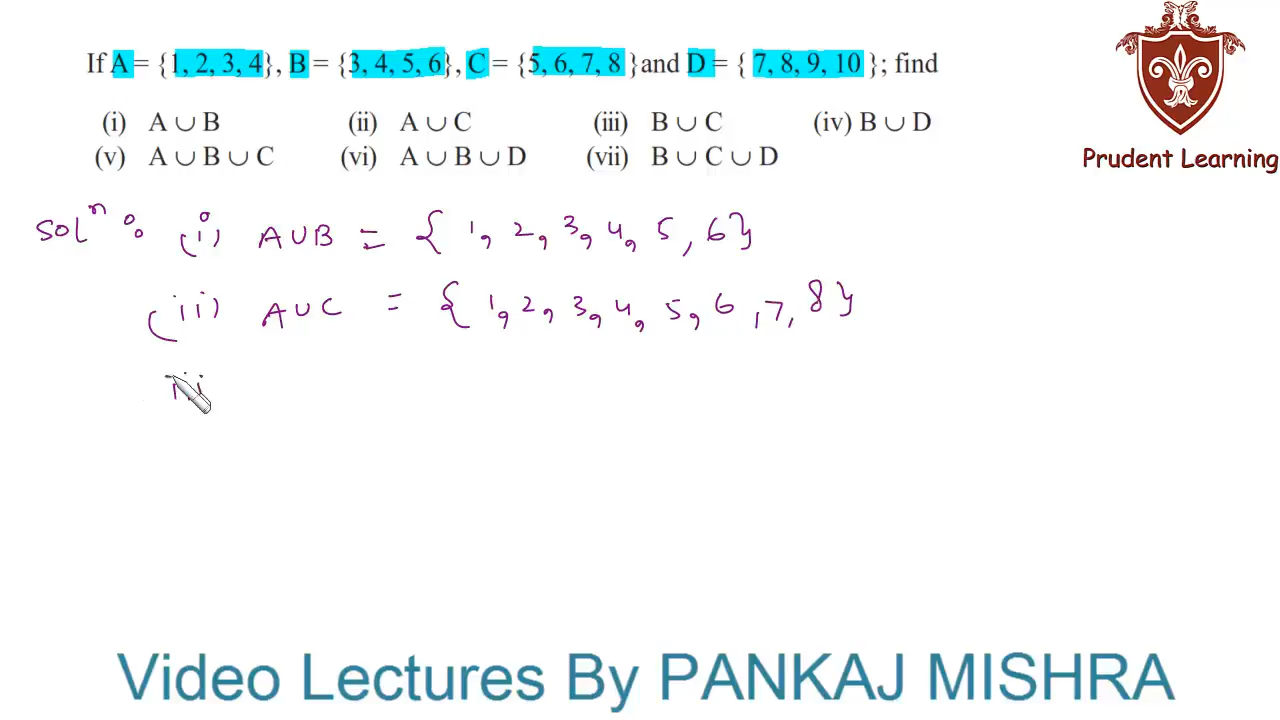 If A = {1, 2, 3, 4}, B = {3, 4, 5, 6}, C = {5, 6, 7, 8 }and D = { 7, 8, 9, 10 }; find
(i) A ∪ B (ii) A ∪ C (iii) B ∪ C (iv) B ∪ D
(v) A ∪ B ∪ C (vi) A ∪ B ∪ D (vii) B ∪ C ∪ D
Prudent Learning
Solⁿ : (i) A∪B = { 1, 2, 3, 4, 5, 6}
(ii) A∪C = { 1, 2, 3, 4, 5, 6, 7, 8}
iii
Video Lectures By PANKAJ MISHRA